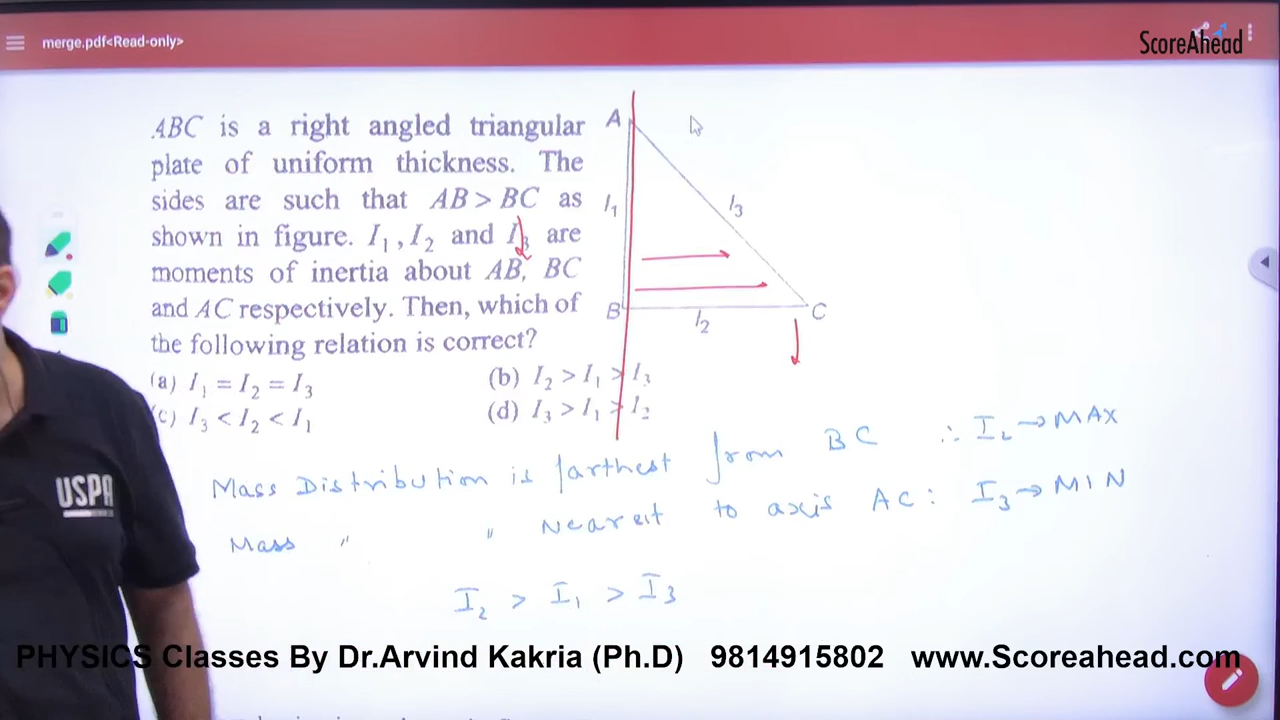 merge.pdf<Read-only>
ScoreAhead
ABC is a right angled triangular
plate of uniform thickness. The
sides are such that AB > BC as
shown in figure. I₁, I₂ and I₃ are
moments of inertia about AB, BC
and AC respectively. Then, which of
the following relation is correct?
(a) I₁ = I₂ = I₃
(b) I₂ > I₁ > I₃
(c) I₃ < I₂ < I₁
(d) I₃ > I₁ > I₂
A
I₁
I₃
B
I₂
C
Mass Distribution is farthest from BC ∴ I₂ → MAX
Mass " " Nearest to axis AC : I₃ → MIN
I₂ > I₁ > I₃
USPA
PHYSICS Classes By Dr.Arvind Kakria (Ph.D) 9814915802 www.Scoreahead.com